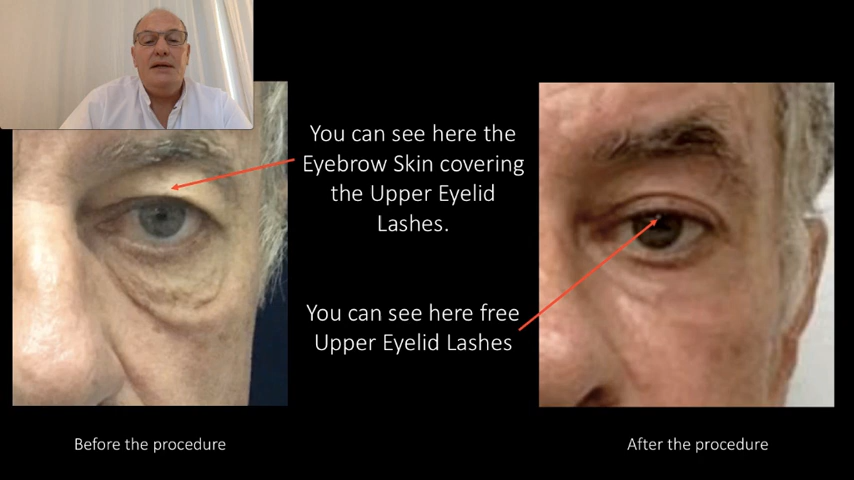 You can see here the
Eyebrow Skin covering
the Upper Eyelid
Lashes.
You can see here free
Upper Eyelid Lashes
Before the procedure
After the procedure